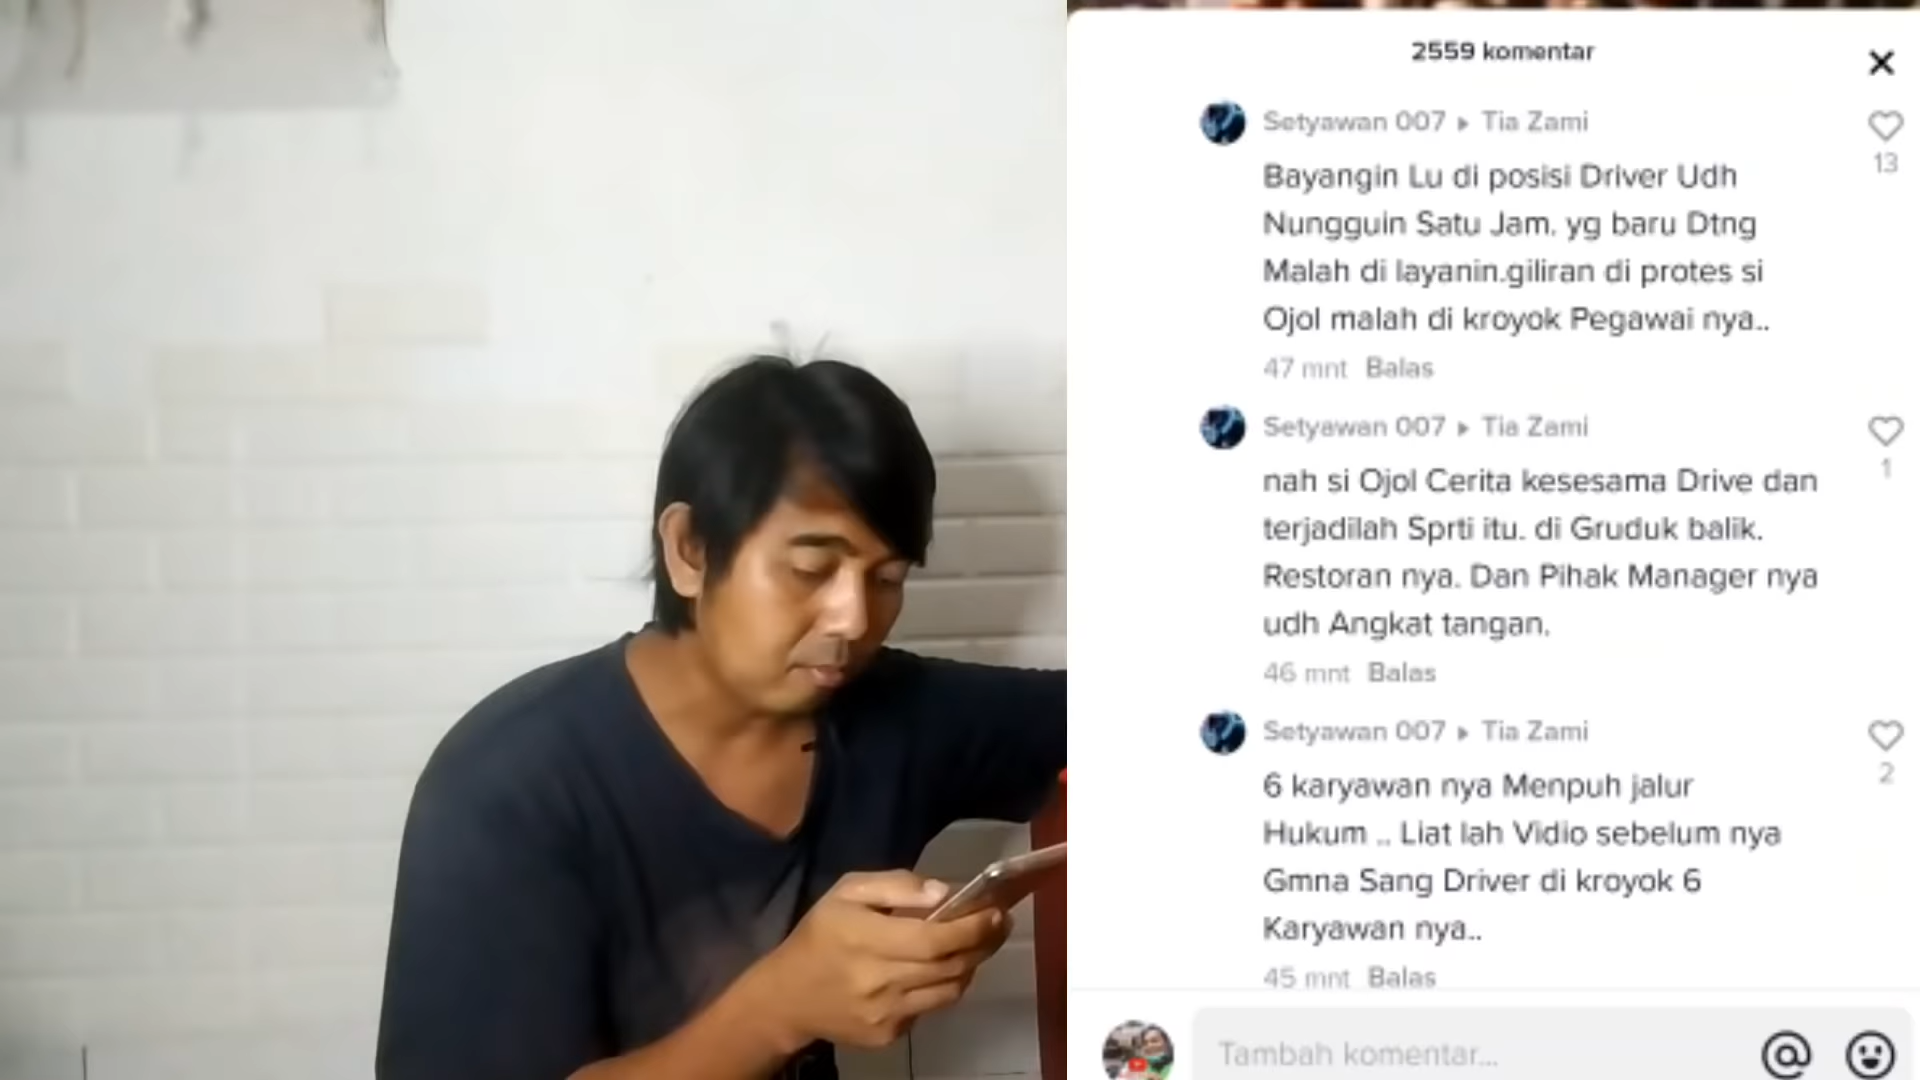 2559 komentar
Setyawan 007 ▸ Tia Zami
13
Bayangin Lu di posisi Driver Udh
Nungguin Satu Jam. yg baru Dtng
Malah di layanin.giliran di protes si
Ojol malah di kroyok Pegawai nya..
47 mnt Balas
Setyawan 007 ▸ Tia Zami
1
nah si Ojol Cerita kesesama Drive dan
terjadilah Sprti itu. di Gruduk balik.
Restoran nya. Dan Pihak Manager nya
udh Angkat tangan.
46 mnt Balas
Setyawan 007 ▸ Tia Zami
2
6 karyawan nya Menpuh jalur
Hukum .. Liat lah Vidio sebelum nya
Gmna Sang Driver di kroyok 6
Karyawan nya..
45 mnt Balas
Tambah komentar...